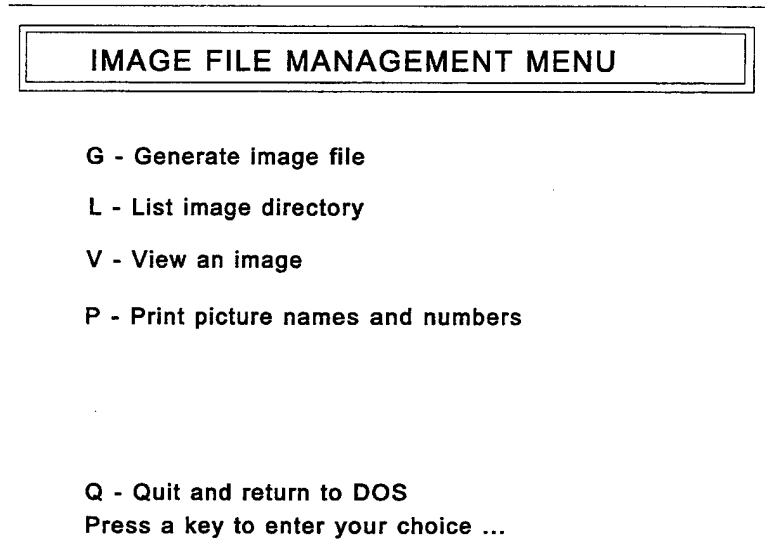 IMAGE FILE MANAGEMENT MENU
G - Generate image file
L - List image directory
V - View an image
P - Print picture names and numbers
Q - Quit and return to DOS
Press a key to enter your choice ...